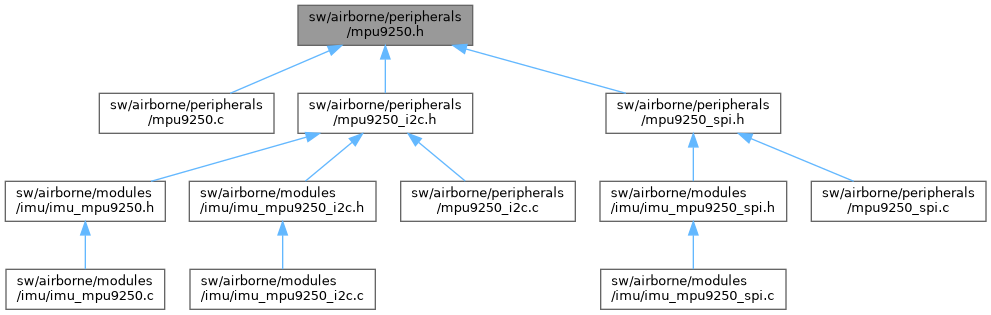 sw/airborne/peripherals
/mpu9250.h
sw/airborne/peripherals
/mpu9250.c
sw/airborne/peripherals
/mpu9250_i2c.h
sw/airborne/peripherals
/mpu9250_spi.h
sw/airborne/modules
/imu/imu_mpu9250.h
sw/airborne/modules
/imu/imu_mpu9250_i2c.h
sw/airborne/peripherals
/mpu9250_i2c.c
sw/airborne/modules
/imu/imu_mpu9250_spi.h
sw/airborne/peripherals
/mpu9250_spi.c
sw/airborne/modules
/imu/imu_mpu9250.c
sw/airborne/modules
/imu/imu_mpu9250_i2c.c
sw/airborne/modules
/imu/imu_mpu9250_spi.c